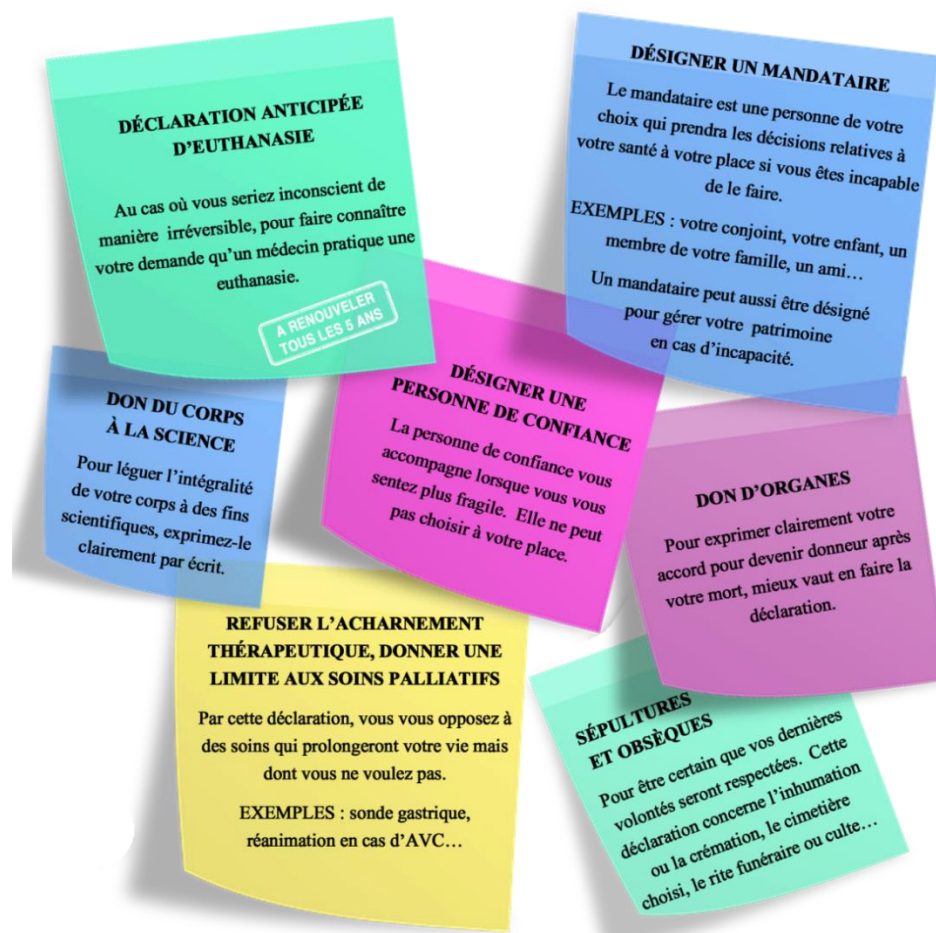 DÉCLARATION ANTICIPÉE
D’EUTHANASIE
Au cas où vous seriez inconscient de
manière irréversible, pour faire connaître
votre demande qu’un médecin pratique une
euthanasie.
A RENOUVELER
TOUS LES 5 ANS
DÉSIGNER UN MANDATAIRE
Le mandataire est une personne de votre
choix qui prendra les décisions relatives à
votre santé à votre place si vous êtes incapable
de le faire.
EXEMPLES : votre conjoint, votre enfant, un
membre de votre famille, un ami…
Un mandataire peut aussi être désigné
pour gérer votre patrimoine
en cas d’incapacité.
DON DU CORPS
À LA SCIENCE
Pour léguer l’intégralité
de votre corps à des fins
scientifiques, exprimez-le
clairement par écrit.
DÉSIGNER UNE
PERSONNE DE CONFIANCE
La personne de confiance vous
accompagne lorsque vous vous
sentez plus fragile. Elle ne peut
pas choisir à votre place.
DON D’ORGANES
Pour exprimer clairement votre
accord pour devenir donneur après
votre mort, mieux vaut en faire la
déclaration.
REFUSER L’ACHARNEMENT
THÉRAPEUTIQUE, DONNER UNE
LIMITE AUX SOINS PALLIATIFS
Par cette déclaration, vous vous opposez à
des soins qui prolongeront votre vie mais
dont vous ne voulez pas.
EXEMPLES : sonde gastrique,
réanimation en cas d’AVC…
SÉPULTURES
ET OBSÈQUES
Pour être certain que vos dernières
volontés seront respectées. Cette
déclaration concerne l’inhumation
ou la crémation, le cimetière
choisi, le rite funéraire ou culte…